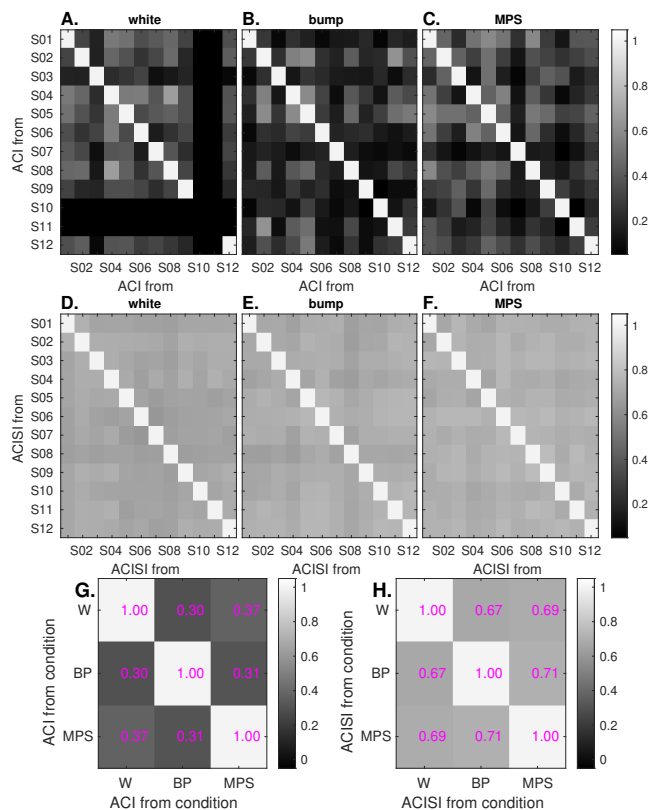 A. white
B. bump
C. MPS
S01
S02
S03
S04
S05
S06
S07
S08
S09
S10
S11
S12
ACI from
S02 S04 S06 S08 S10 S12
S02 S04 S06 S08 S10 S12
S02 S04 S06 S08 S10 S12
ACI from
ACI from
ACI from
1
0.8
0.6
0.4
0.2
D. white
E. bump
F. MPS
S01
S02
S03
S04
S05
S06
S07
S08
S09
S10
S11
S12
ACISI from
S02 S04 S06 S08 S10 S12
S02 S04 S06 S08 S10 S12
S02 S04 S06 S08 S10 S12
ACISI from
ACISI from
ACISI from
1
0.8
0.6
0.4
0.2
G.
ACI from condition
W 1.00 0.30 0.37
BP 0.30 1.00 0.31
MPS 0.37 0.31 1.00
W BP MPS
ACI from condition
1
0.8
0.6
0.4
0.2
0
H.
ACISI from condition
W 1.00 0.67 0.69
BP 0.67 1.00 0.71
MPS 0.69 0.71 1.00
W BP MPS
ACISI from condition
1
0.8
0.6
0.4
0.2
0